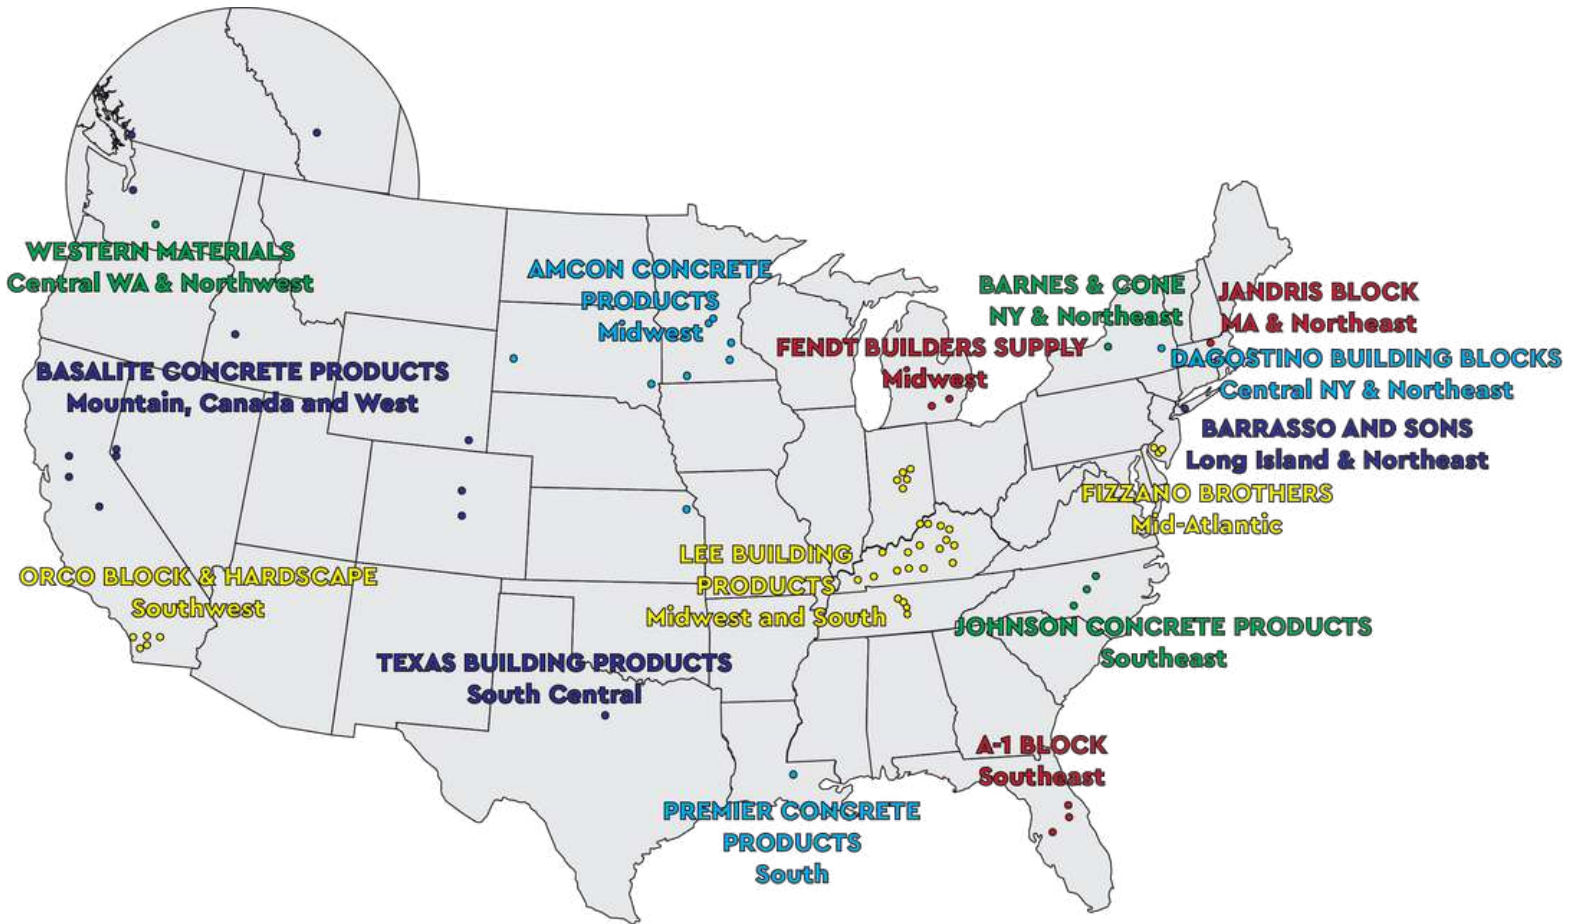 WESTERN MATERIALS
Central WA & Northwest
AMCON CONCRETE
PRODUCTS
Midwest
BARNES & CONE
NY & Northeast
JANDRIS BLOCK
MA & Northeast
FENDT BUILDERS SUPPLY
Midwest
DAGOSTINO BUILDING BLOCKS
Central NY & Northeast
BASALITE CONCRETE PRODUCTS
Mountain, Canada and West
BARRASSO AND SONS
Long Island & Northeast
FIZZANO BROTHERS
Mid-Atlantic
LEE BUILDING
PRODUCTS
Midwest and South
ORCO BLOCK & HARDSCAPE
Southwest
JOHNSON CONCRETE PRODUCTS
Southeast
TEXAS BUILDING PRODUCTS
South Central
A-1 BLOCK
Southeast
PREMIER CONCRETE
PRODUCTS
South